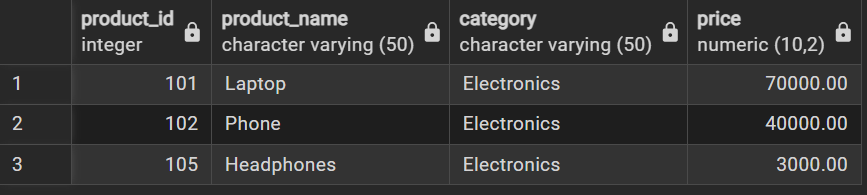 product_id product_name category price
integer character varying (50) character varying (50) numeric (10,2)
1 101 Laptop Electronics 70000.00
2 102 Phone Electronics 40000.00
3 105 Headphones Electronics 3000.00